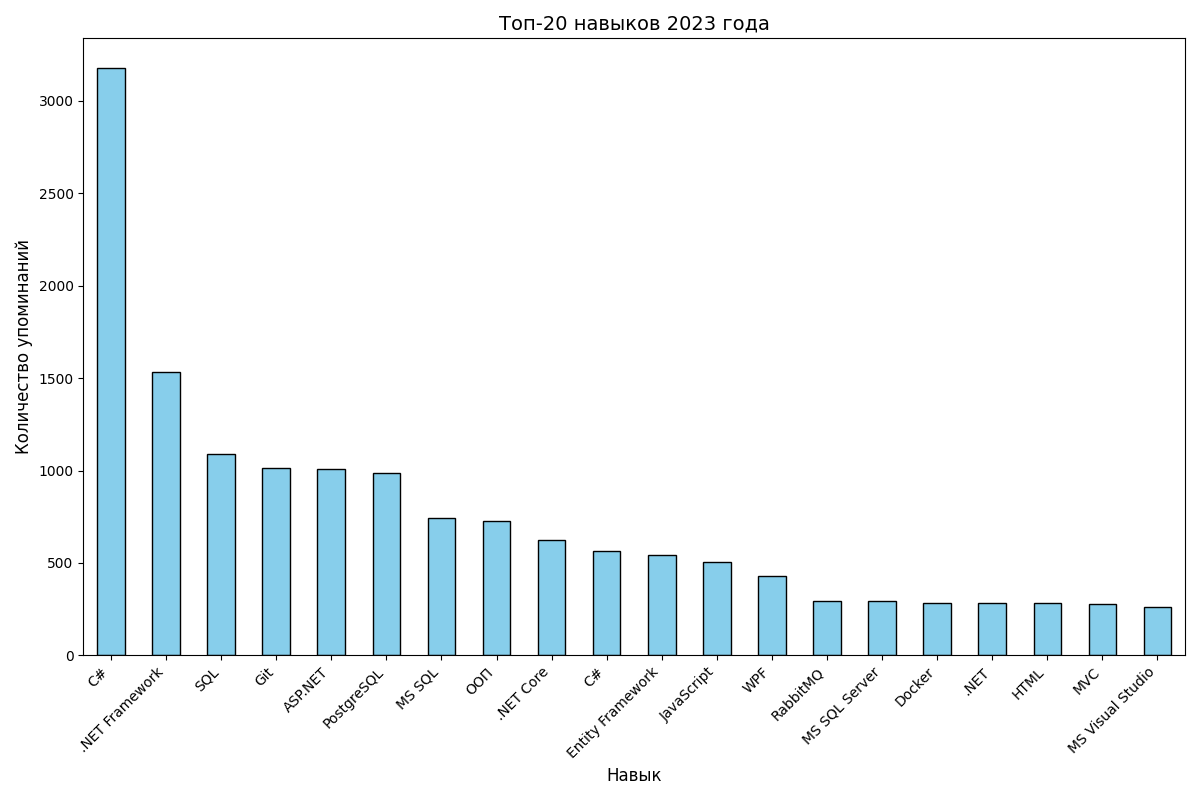 Топ-20 навыков 2023 года
Количество упоминаний
3000
2500
2000
1500
1000
500
0
C#
.NET Framework
SQL
Git
ASP.NET
PostgreSQL
MS SQL
ООП
.NET Core
С#
Entity Framework
JavaScript
WPF
RabbitMQ
MS SQL Server
Docker
.NET
HTML
MVC
MS Visual Studio
Навык